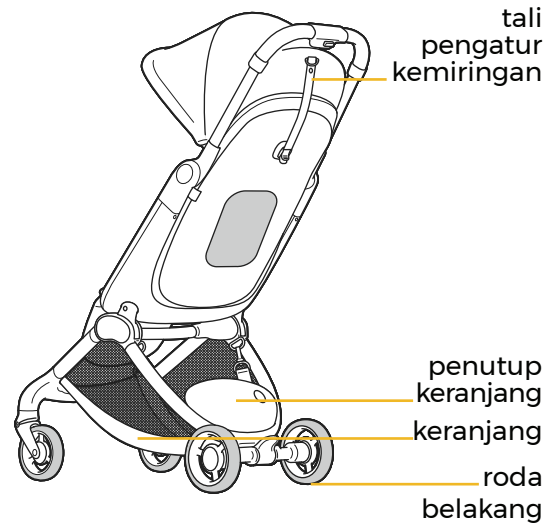 tali
pengatur
kemiringan
penutup
keranjang
keranjang
roda
belakang